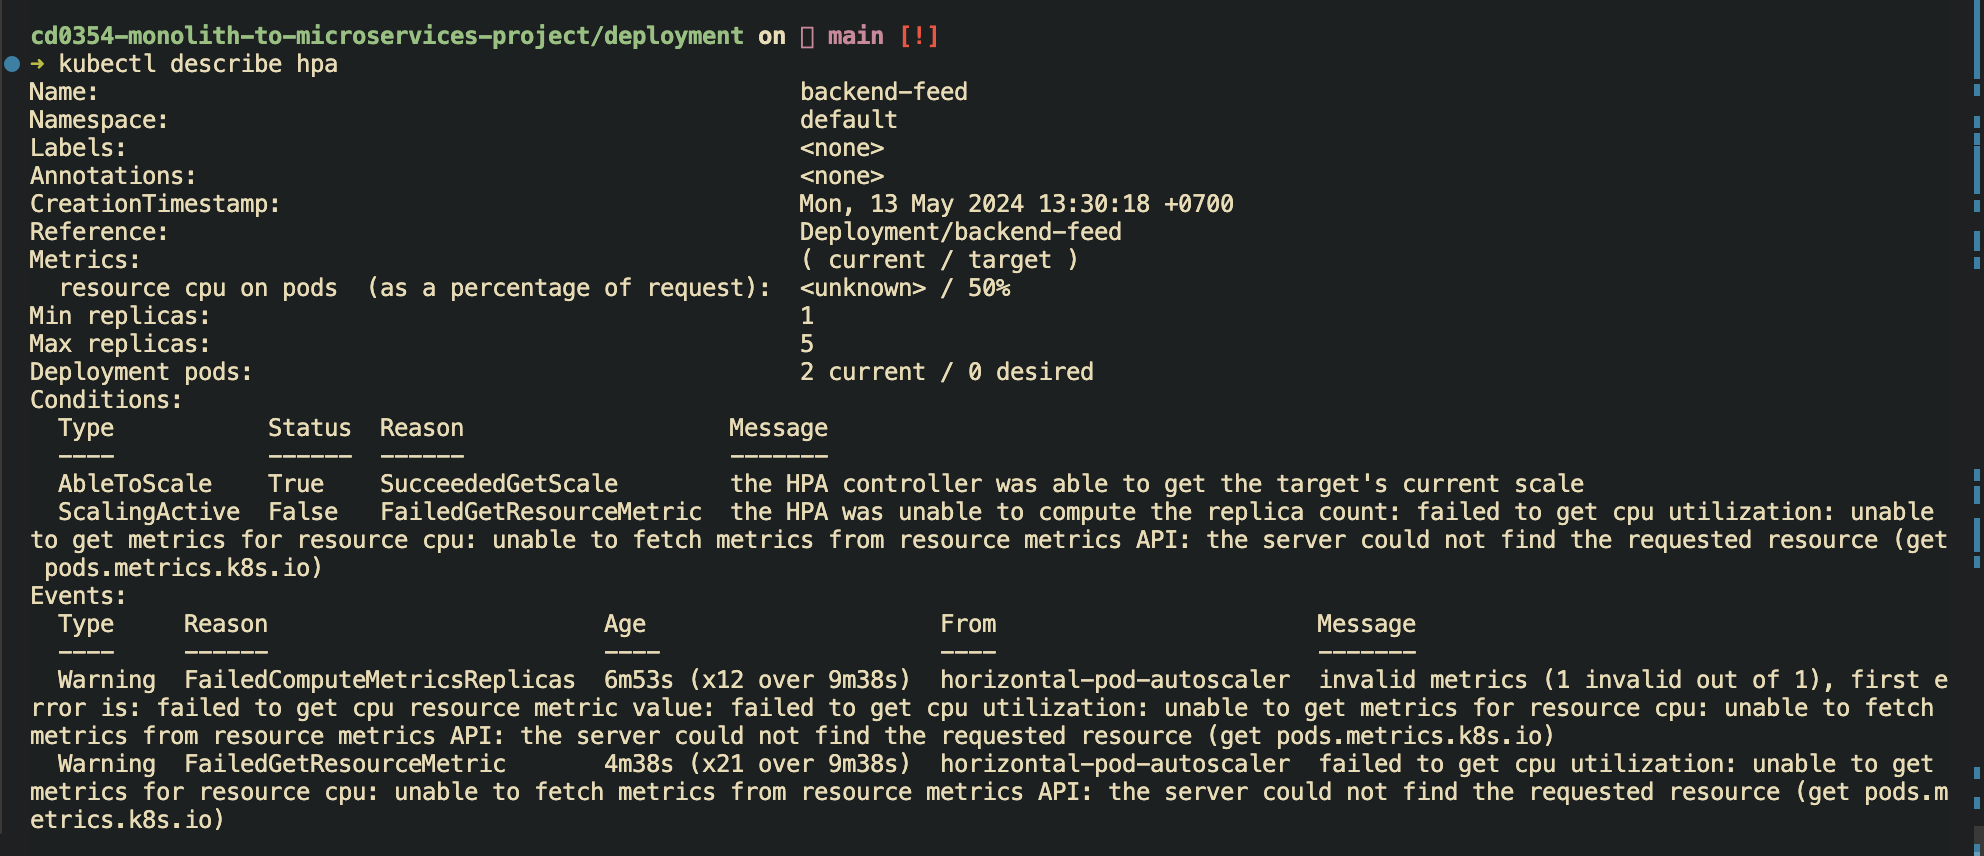 cd0354-monolith-to-microservices-project/deployment on  main [!]
→ kubectl describe hpa
Name:                                                  backend-feed
Namespace:                                             default
Labels:                                                <none>
Annotations:                                           <none>
CreationTimestamp:                                     Mon, 13 May 2024 13:30:18 +0700
Reference:                                             Deployment/backend-feed
Metrics:                                               ( current / target )
  resource cpu on pods  (as a percentage of request):  <unknown> / 50%
Min replicas:                                          1
Max replicas:                                          5
Deployment pods:                                       2 current / 0 desired
Conditions:
  Type           Status  Reason                   Message
  ----           ------  ------                   -------
  AbleToScale    True    SucceededGetScale        the HPA controller was able to get the target's current scale
  ScalingActive  False   FailedGetResourceMetric  the HPA was unable to compute the replica count: failed to get cpu utilization: unable
to get metrics for resource cpu: unable to fetch metrics from resource metrics API: the server could not find the requested resource (get
 pods.metrics.k8s.io)
Events:
  Type     Reason                        Age                     From                       Message
  ----     ------                        ----                    ----                       -------
  Warning  FailedComputeMetricsReplicas  6m53s (x12 over 9m38s)  horizontal-pod-autoscaler  invalid metrics (1 invalid out of 1), first e
rror is: failed to get cpu resource metric value: failed to get cpu utilization: unable to get metrics for resource cpu: unable to fetch
metrics from resource metrics API: the server could not find the requested resource (get pods.metrics.k8s.io)
  Warning  FailedGetResourceMetric       4m38s (x21 over 9m38s)  horizontal-pod-autoscaler  failed to get cpu utilization: unable to get
metrics for resource cpu: unable to fetch metrics from resource metrics API: the server could not find the requested resource (get pods.m
etrics.k8s.io)